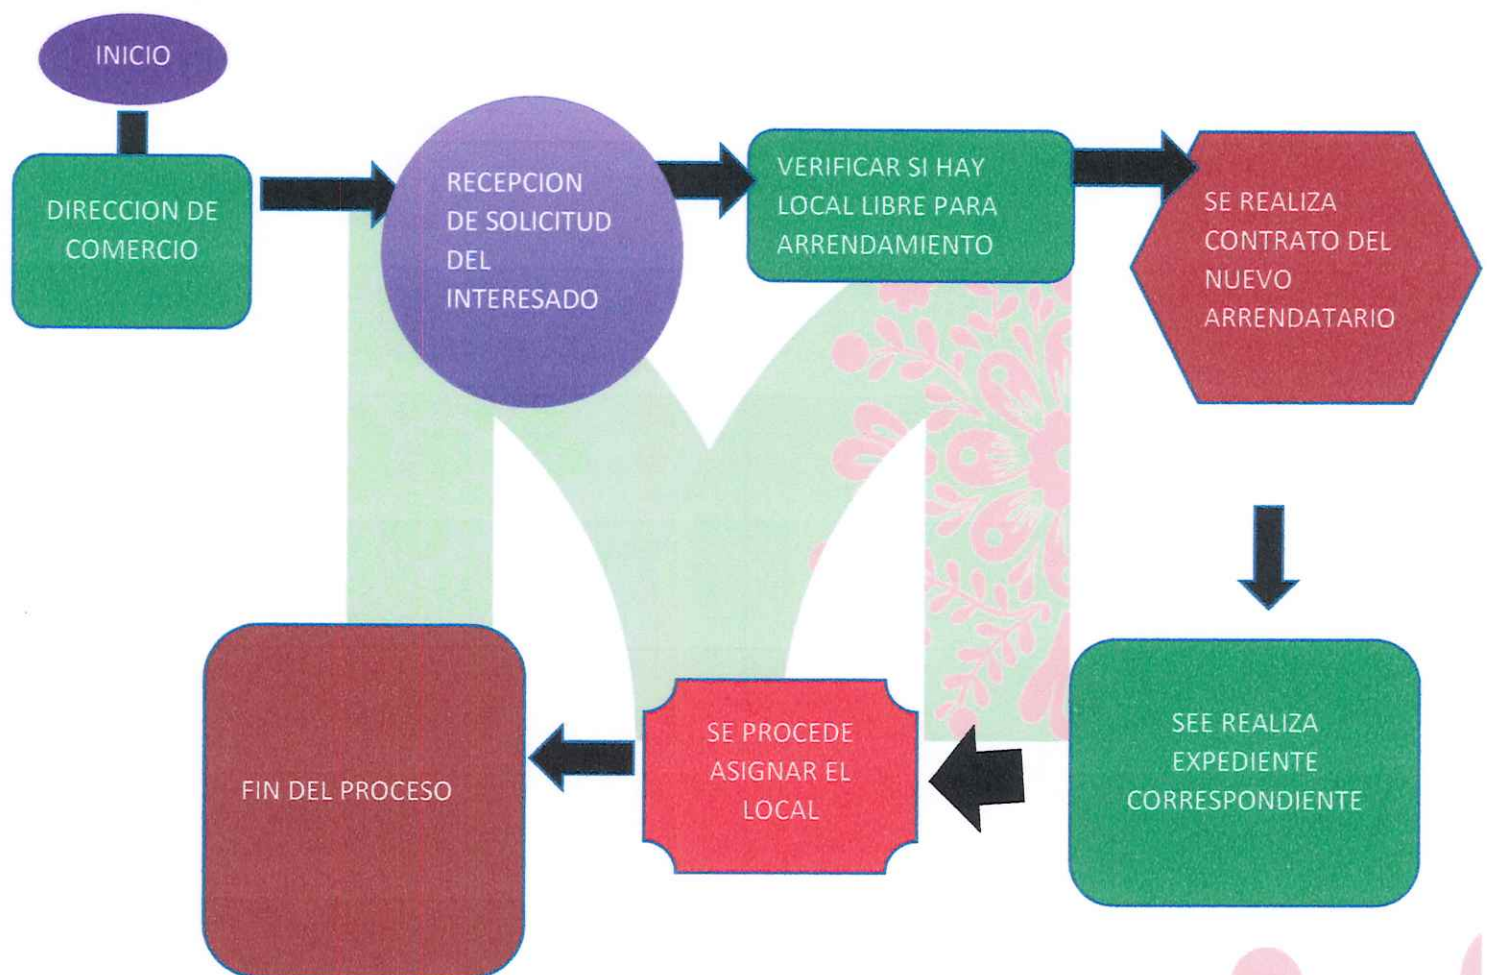 INICIO
DIRECCION DE
COMERCIO
RECEPCION
DE SOLICITUD
DEL
INTERESADO
VERIFICAR SI HAY
LOCAL LIBRE PARA
ARRENDAMIENTO
SE REALIZA
CONTRATO DEL
NUEVO
ARRENDATARIO
SEE REALIZA
EXPEDIENTE
CORRESPONDIENTE
SE PROCEDE
ASIGNAR EL
LOCAL
FIN DEL PROCESO